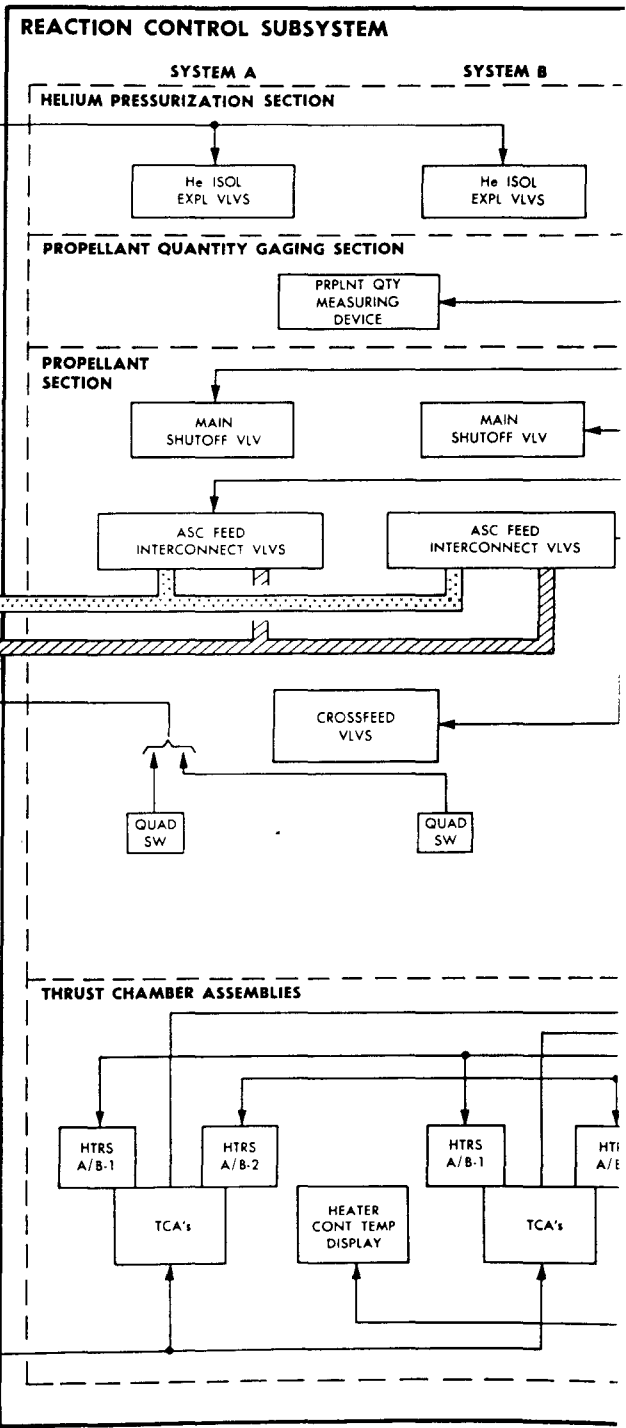 REACTION CONTROL SUBSYSTEM
SYSTEM A
SYSTEM B
HELIUM PRESSURIZATION SECTION
He ISOL
EXPL VLVS
He ISOL
EXPL VLVS
PROPELLANT QUANTITY GAGING SECTION
PRPLNT QTY
MEASURING
DEVICE
PROPELLANT
SECTION
MAIN
SHUTOFF VLV
MAIN
SHUTOFF VLV
ASC FEED
INTERCONNECT VLVS
ASC FEED
INTERCONNECT VLVS
CROSSFEED
VLVS
QUAD
SW
QUAD
SW
THRUST CHAMBER ASSEMBLIES
HTRS
A/B-1
HTRS
A/B-2
HTRS
A/B-1
TCA's
HEATER
CONT TEMP
DISPLAY
TCA's